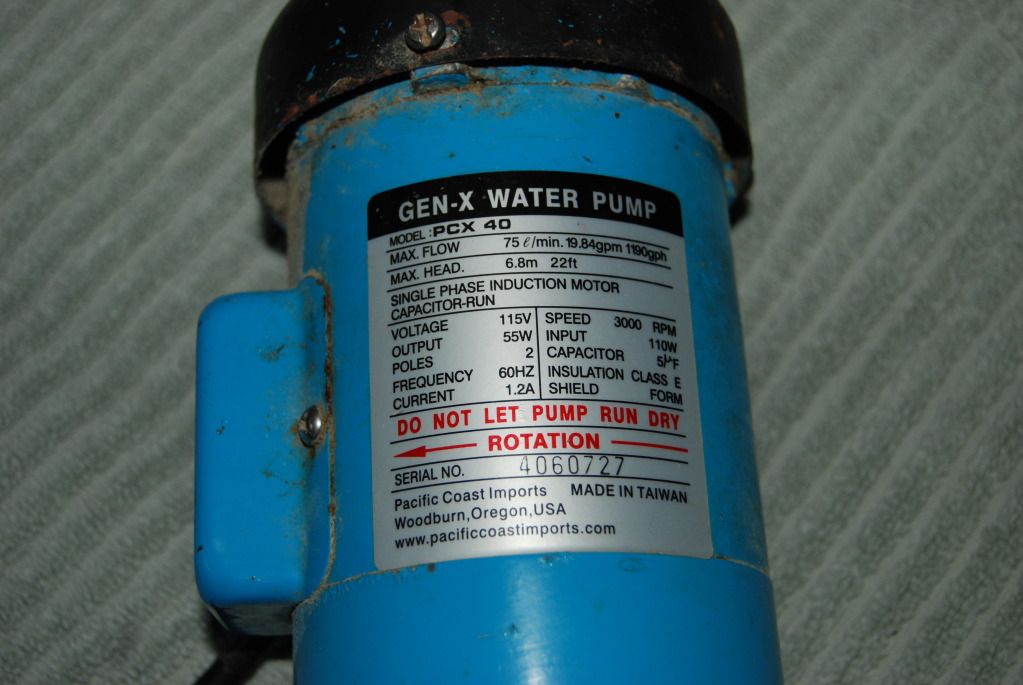 GEN-X WATER PUMP
MODEL : PCX 40
MAX. FLOW 75 ℓ/min. 19.84gpm 1190gph
MAX. HEAD. 6.8m 22ft
SINGLE PHASE INDUCTION MOTOR
CAPACITOR-RUN
VOLTAGE 115V SPEED 3000 RPM
OUTPUT 55W INPUT 110W
POLES 2 CAPACITOR 5μF
FREQUENCY 60HZ INSULATION CLASS E
CURRENT 1.2A SHIELD FORM
DO NOT LET PUMP RUN DRY
ROTATION
SERIAL NO. 4060727
Pacific Coast Imports MADE IN TAIWAN
Woodburn,Oregon,USA
www.pacificcoastimports.com